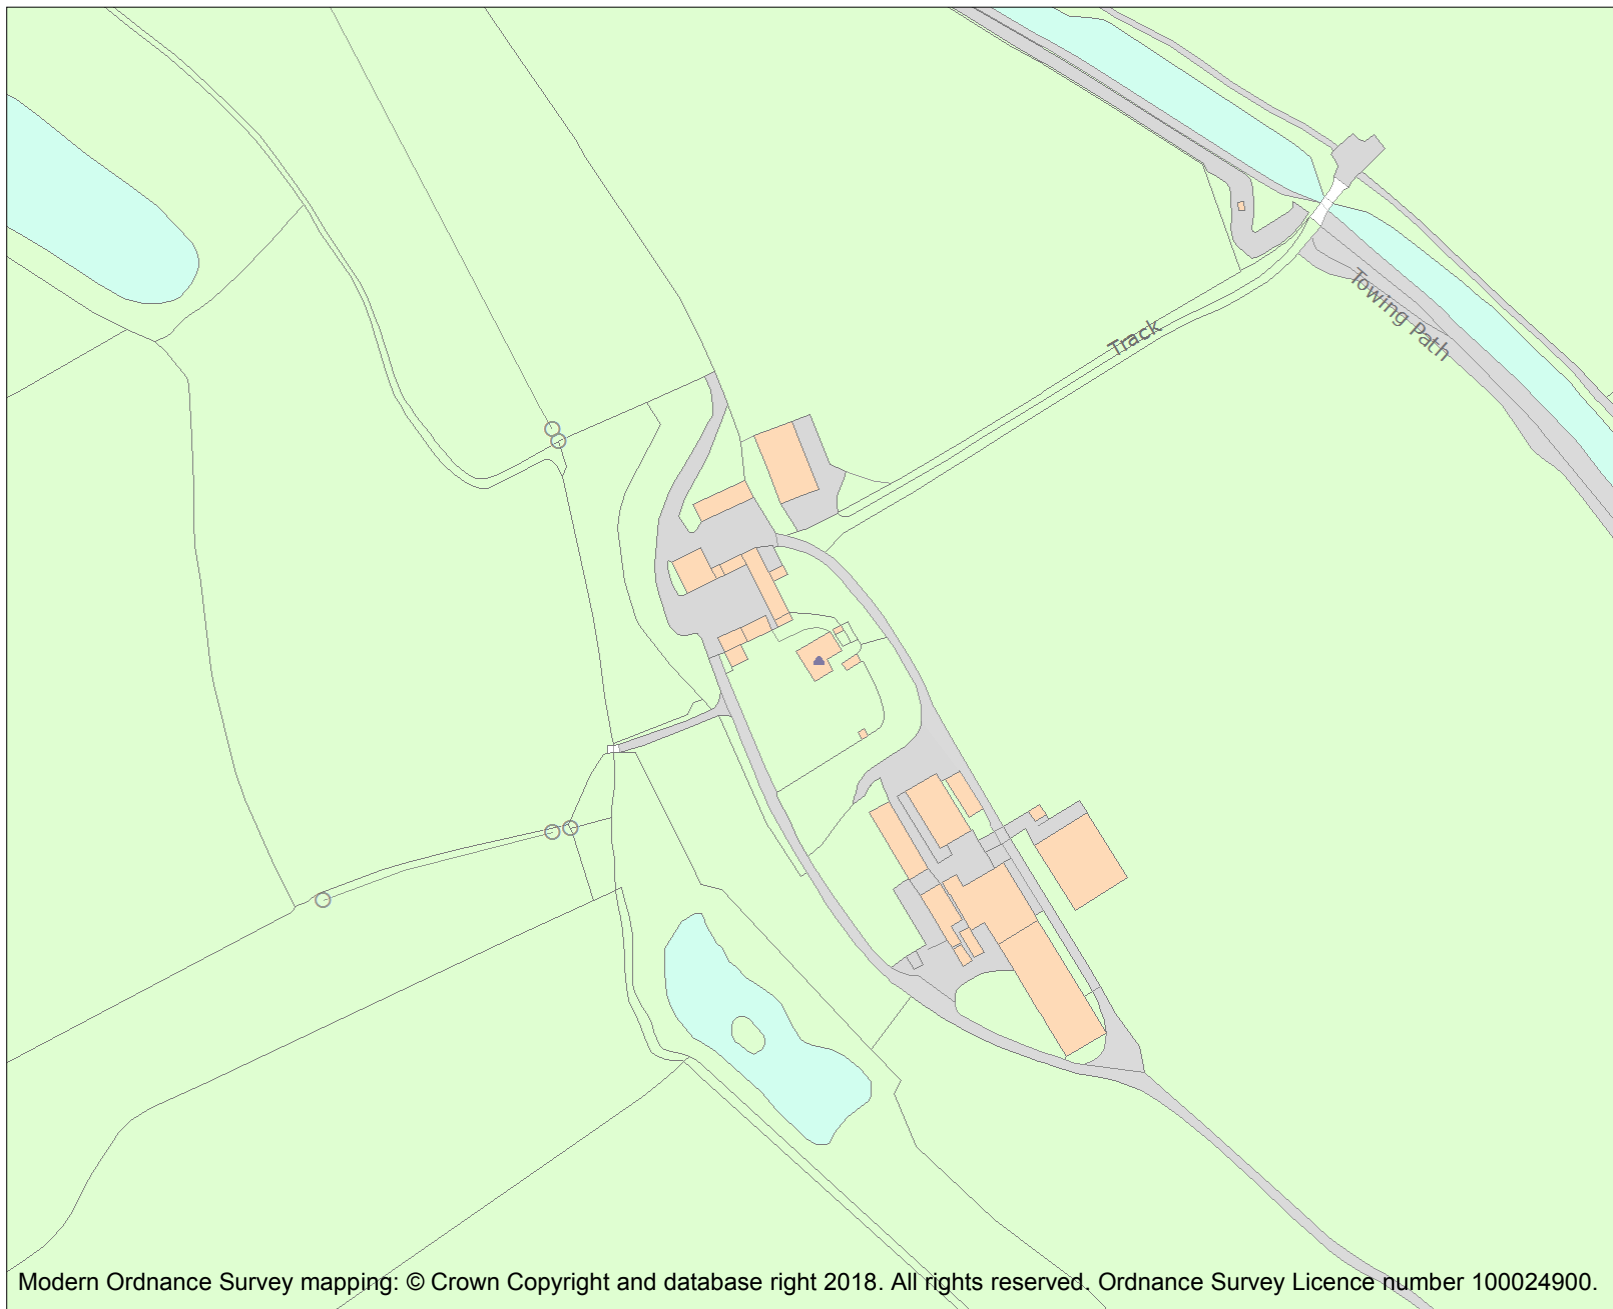 Track
Towing Path
Modern Ordnance Survey mapping: © Crown Copyright and database right 2018. All rights reserved. Ordnance Survey Licence number 100024900.